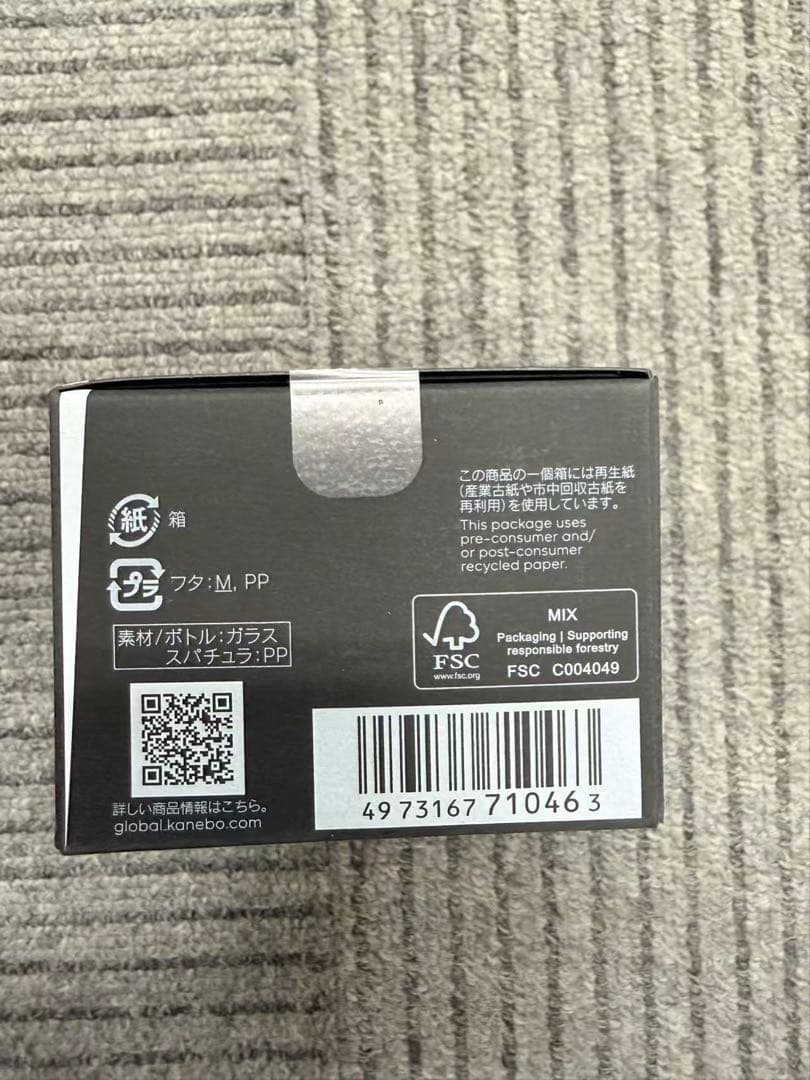 紙 箱
プラ フタ:M, PP
素材/ボトル:ガラス
スパチュラ:PP
詳しい商品情報はこちら。
global.kanebo.com
この商品の一個箱には再生紙
(産業古紙や市中回収古紙を
再利用)を使用しています。
This package uses
pre-consumer and/
or post-consumer
recycled paper.
FSC
www.fsc.org
MIX
Packaging | Supporting
responsible forestry
FSC C004049
4973167710463